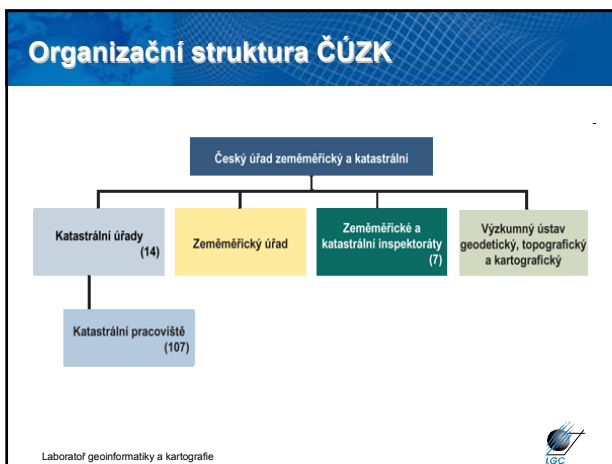 Organizační struktura ČÚZK
Český úřad zeměměřický a katastrální
Katastrální úřady
(14)
Zeměměřický úřad
Zeměměřické a
katastrální inspektoráty
(7)
Výzkumný ústav
geodetický, topografický
a kartografický
Katastrální pracoviště
(107)
Laboratoř geoinformatiky a kartografie
LGC